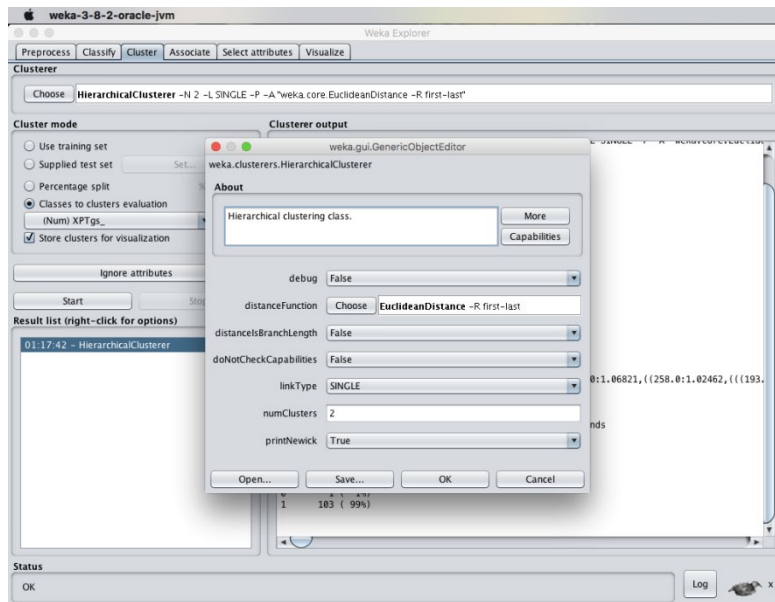 weka-3-8-2-oracle-jvm
Weka Explorer
Preprocess Classify Cluster Associate Select attributes Visualize
Clusterer
Choose HierarchicalClusterer -N 2 -L SINGLE -P -A "weka.core.EuclideanDistance -R first-last"
Cluster mode
Use training set
Supplied test set Set...
Percentage split %
Classes to clusters evaluation
(Num) XPTgs_
Store clusters for visualization
Ignore attributes
Start Stop
Result list (right-click for options)
01:17:42 - HierarchicalClusterer
Clusterer output
weka.gui.GenericObjectEditor
weka.clusterers.HierarchicalClusterer
About
Hierarchical clustering class.
More
Capabilities
debug False
distanceFunction Choose EuclideanDistance -R first-last
distanceIsBranchLength False
doNotCheckCapabilities False
linkType SINGLE
numClusters 2
printNewick True
Open... Save... OK Cancel
0:1.06821,((258.0:1.02462,(((193.
nds
1 103 ( 99%)
Status
OK
Log x